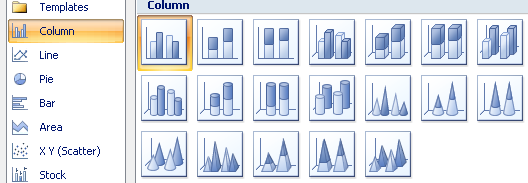 Templates
Column
Line
Pie
Bar
Area
X Y (Scatter)
Stock
Column